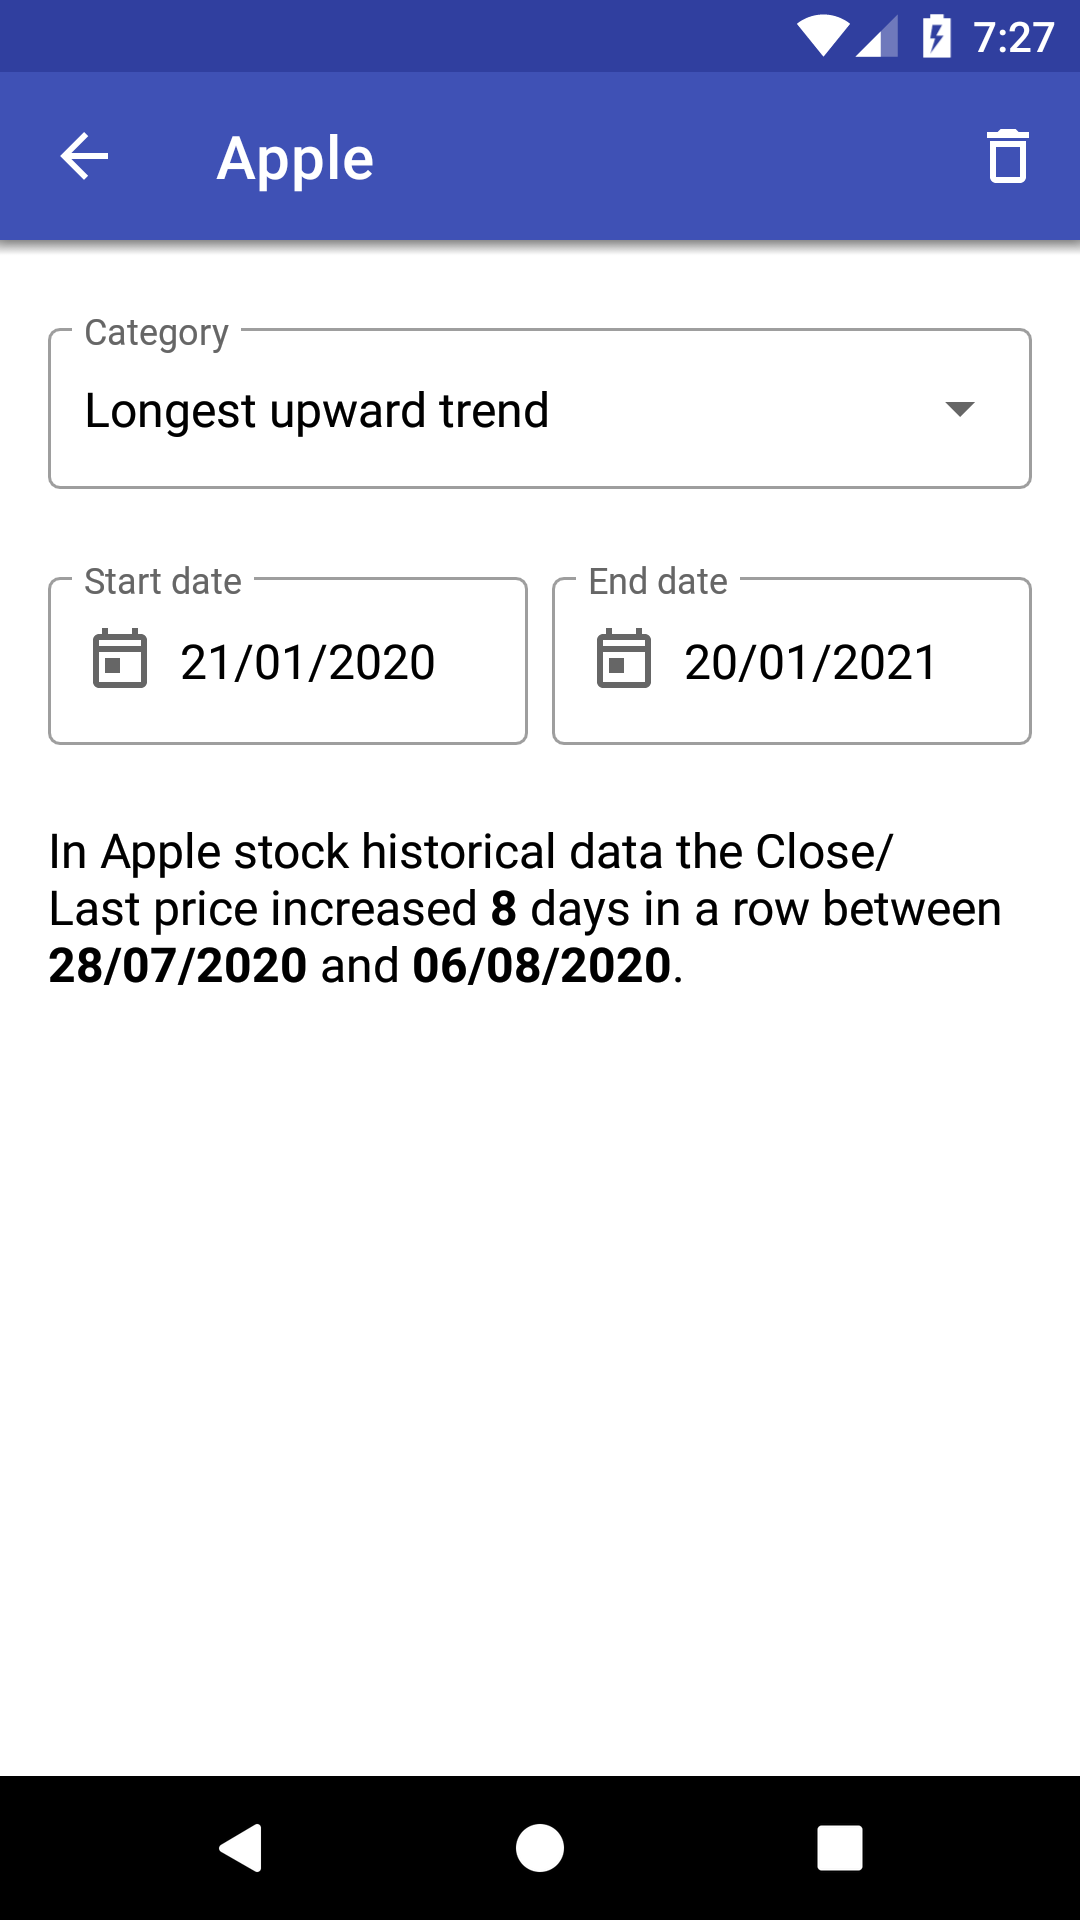 7:27
Apple
Category
Longest upward trend
Start date
End date
21/01/2020
20/01/2021
In Apple stock historical data the Close/
Last price increased 8 days in a row between
28/07/2020 and 06/08/2020.